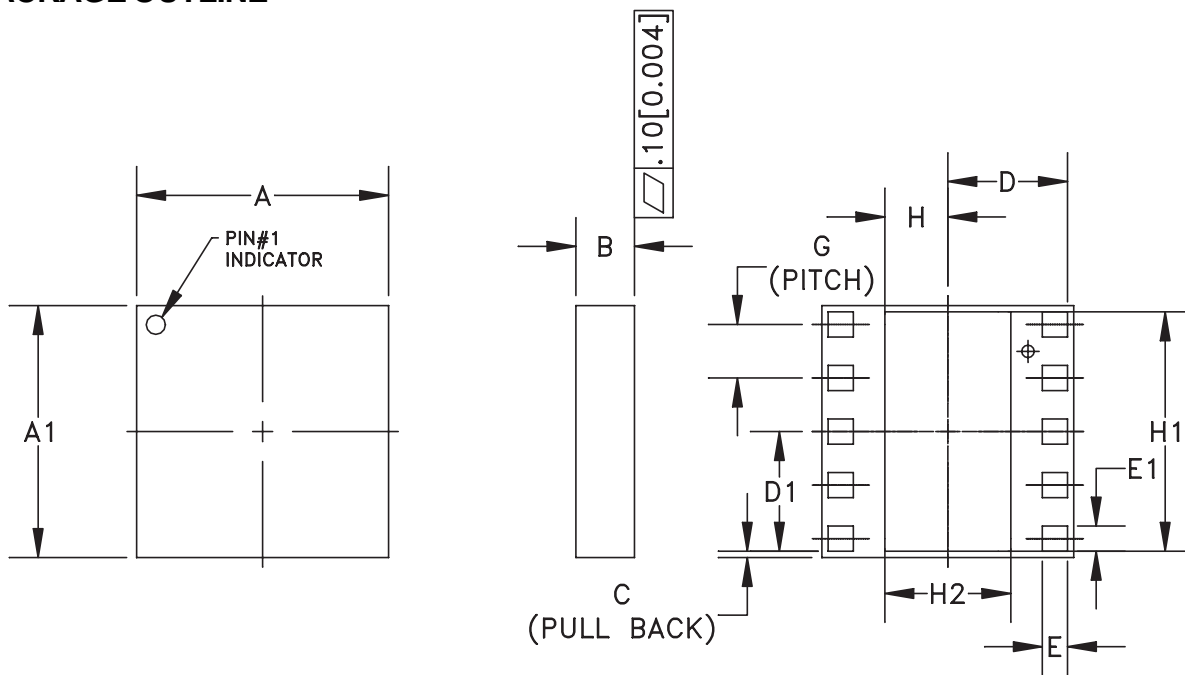 .10[0.004]
A
D
H
PIN#1
INDICATOR
B
G
(PITCH)
A1
H1
E1
D1
C
H2
(PULL BACK)
E